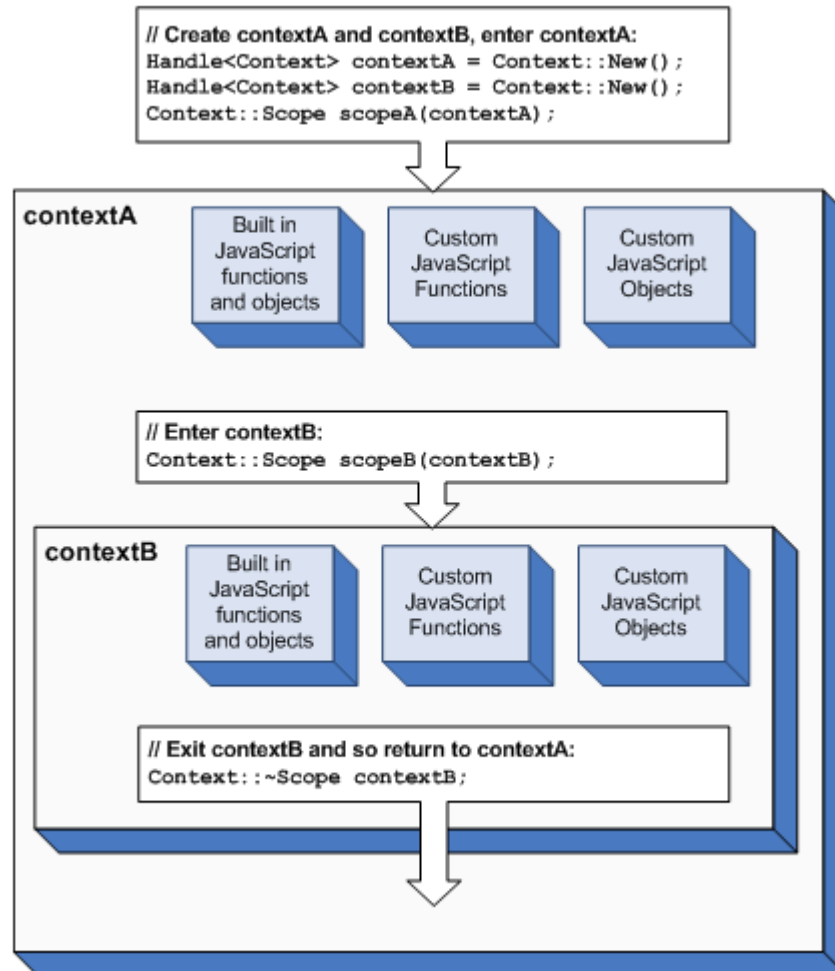 // Create contextA and contextB, enter contextA:
Handle<Context> contextA = Context::New();
Handle<Context> contextB = Context::New();
Context::Scope scopeA(contextA);
contextA
Built in
JavaScript
functions
and objects
Custom
JavaScript
Functions
Custom
JavaScript
Objects
// Enter contextB:
Context::Scope scopeB(contextB);
contextB
Built in
JavaScript
functions
and objects
Custom
JavaScript
Functions
Custom
JavaScript
Objects
// Exit contextB and so return to contextA:
Context::~Scope contextB;